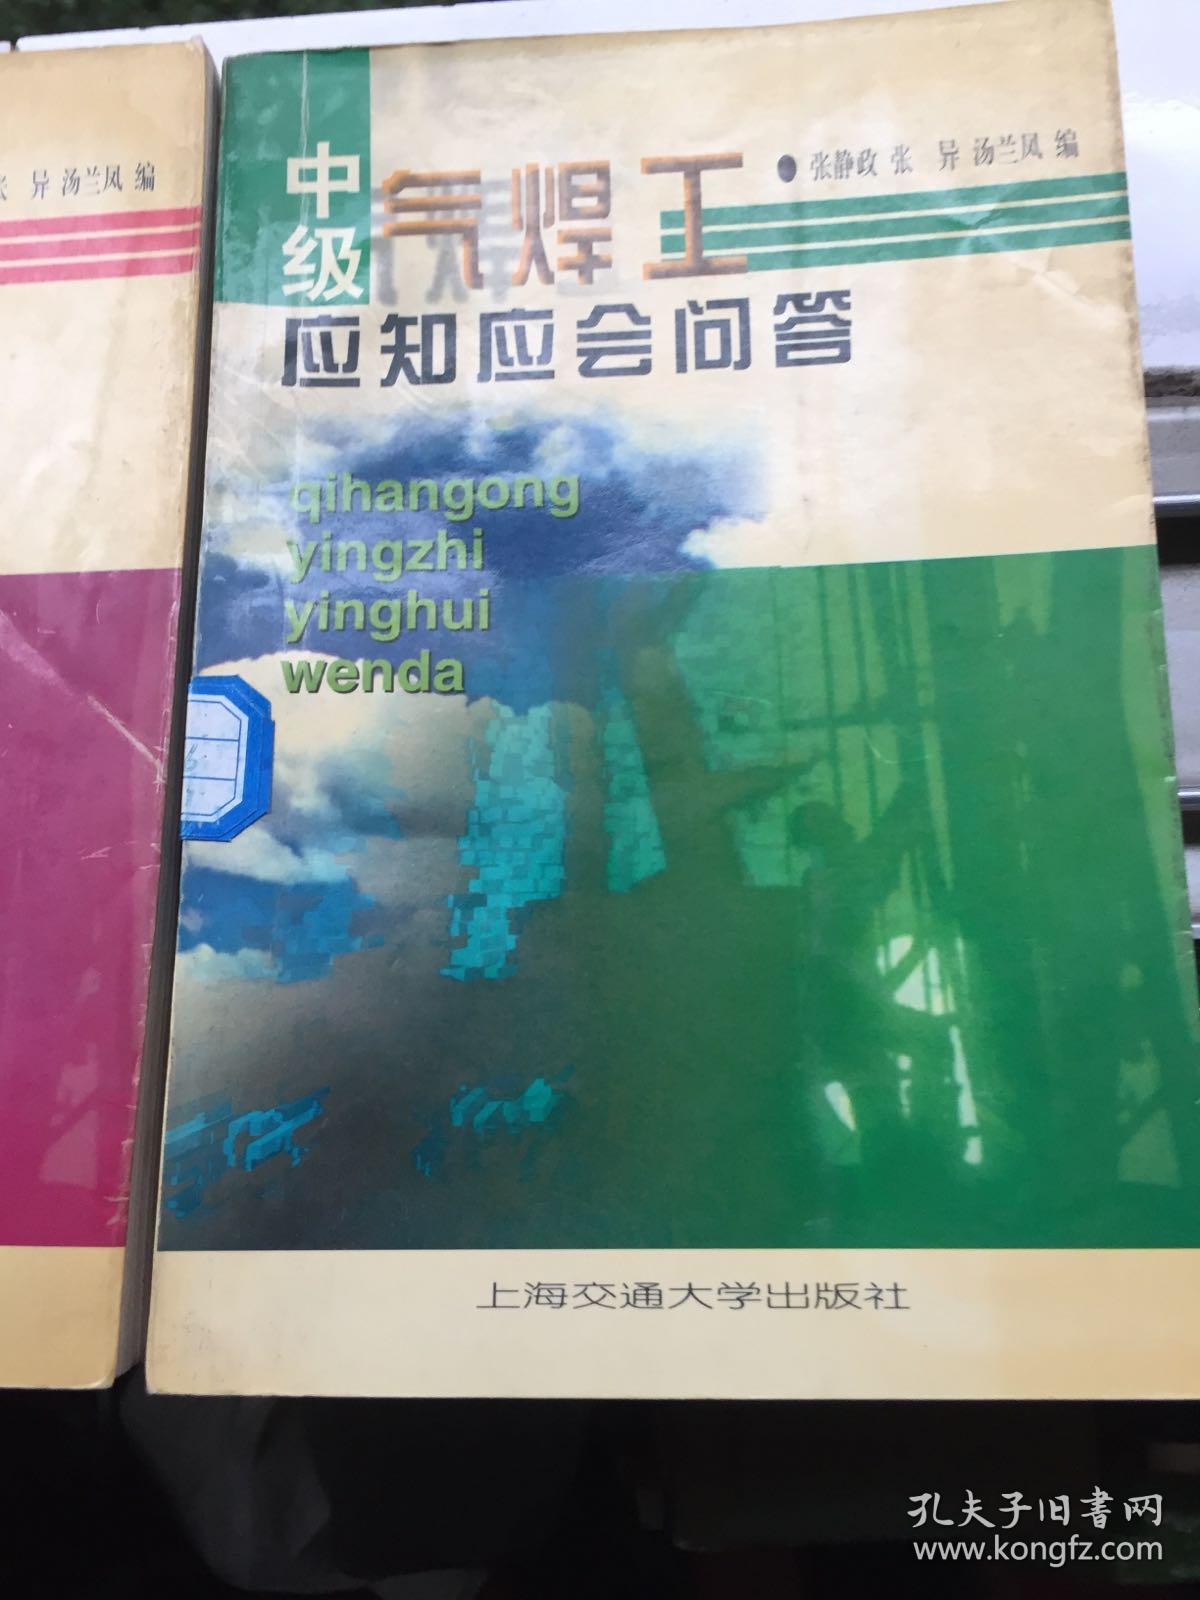 异 汤兰凤 编
中级
气焊工
张静政 张 异 汤兰凤 编
应知应会问答
qihangong
yingzhi
yinghui
wenda
上海交通大学出版社
孔夫子旧书网
www.kongfz.com